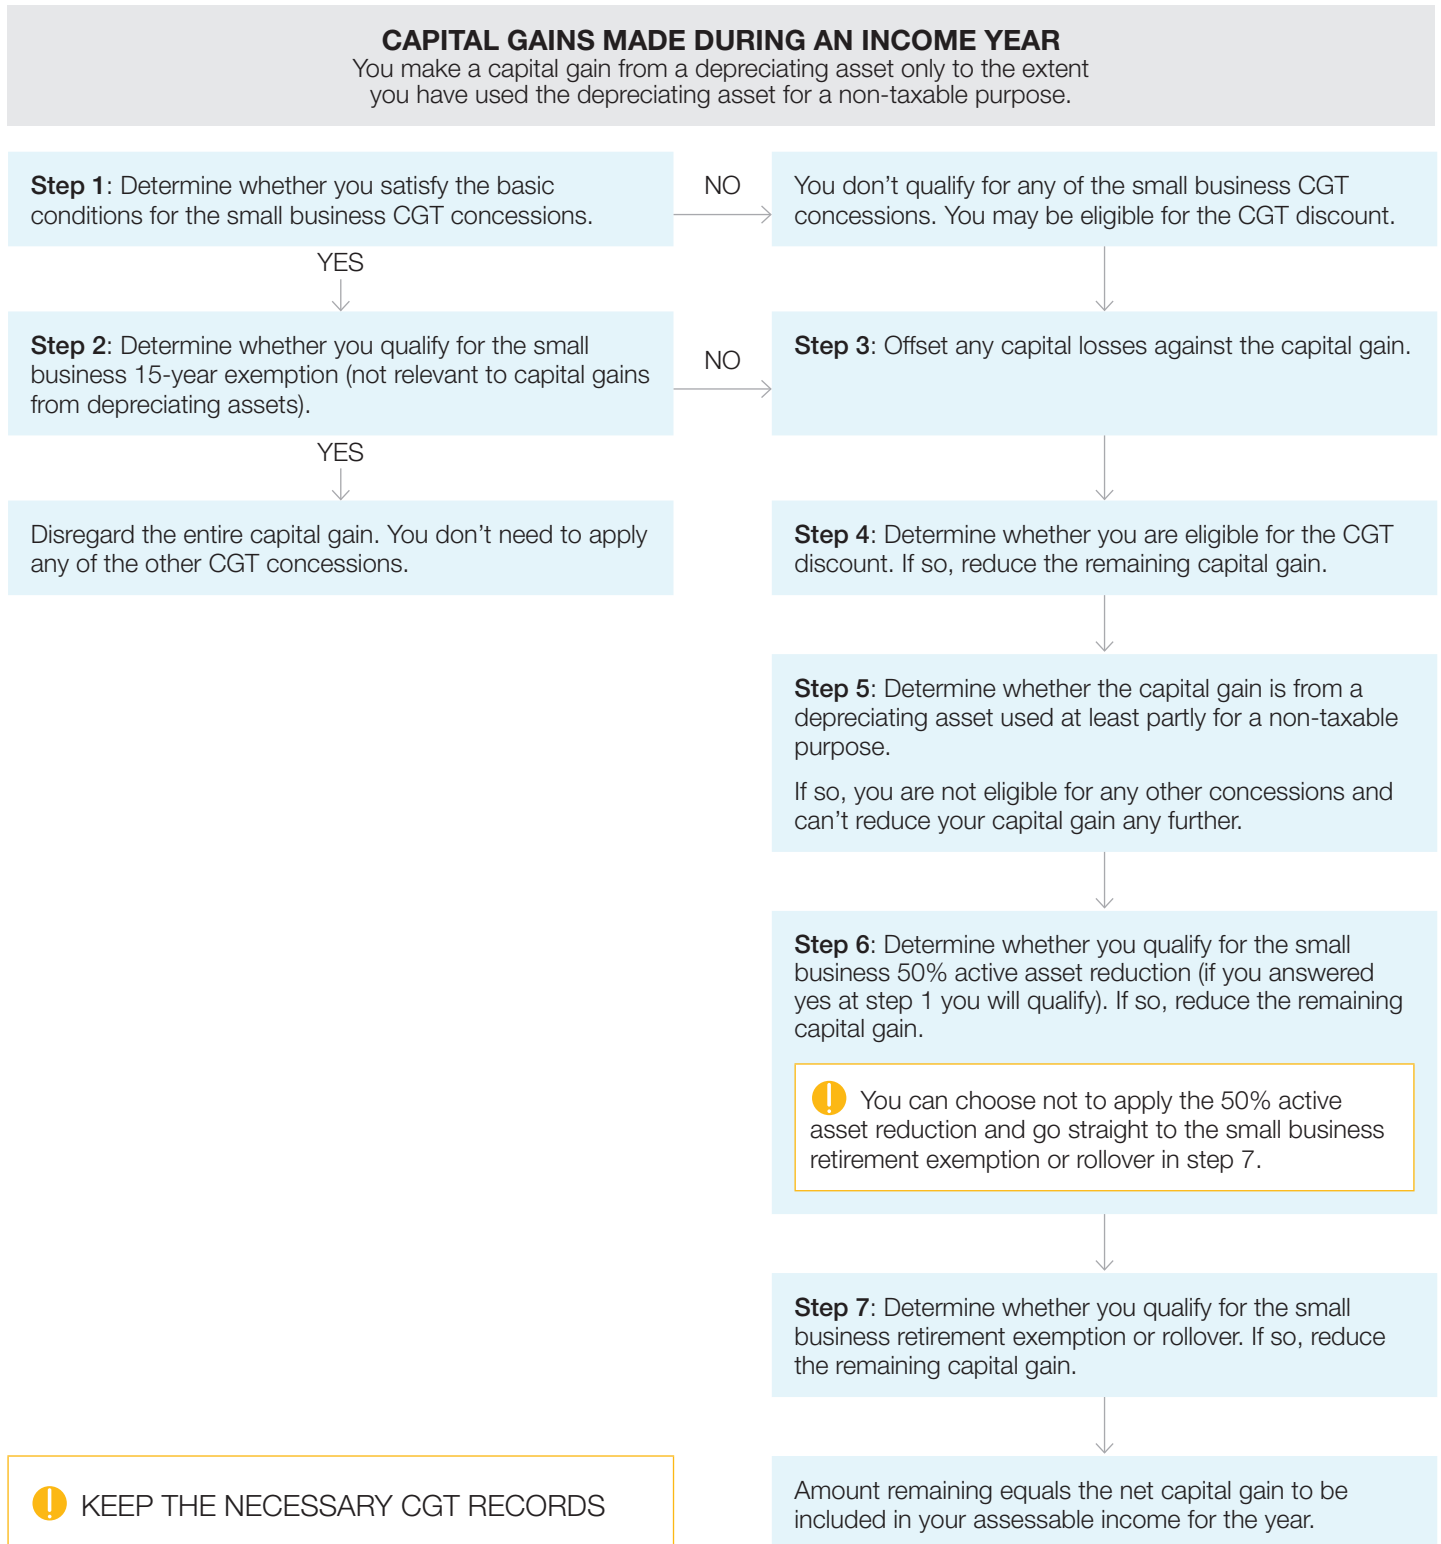 CAPITAL GAINS MADE DURING AN INCOME YEAR
You make a capital gain from a depreciating asset only to the extent
you have used the depreciating asset for a non-taxable purpose.
Step 1: Determine whether you satisfy the basic
conditions for the small business CGT concessions.
NO
You don’t qualify for any of the small business CGT
concessions. You may be eligible for the CGT discount.
YES
Step 2: Determine whether you qualify for the small
business 15-year exemption (not relevant to capital gains
from depreciating assets).
NO
Step 3: Offset any capital losses against the capital gain.
YES
Disregard the entire capital gain. You don’t need to apply
any of the other CGT concessions.
Step 4: Determine whether you are eligible for the CGT
discount. If so, reduce the remaining capital gain.
Step 5: Determine whether the capital gain is from a
depreciating asset used at least partly for a non-taxable
purpose.
If so, you are not eligible for any other concessions and
can’t reduce your capital gain any further.
Step 6: Determine whether you qualify for the small
business 50% active asset reduction (if you answered
yes at step 1 you will qualify). If so, reduce the remaining
capital gain.
You can choose not to apply the 50% active
asset reduction and go straight to the small business
retirement exemption or rollover in step 7.
Step 7: Determine whether you qualify for the small
business retirement exemption or rollover. If so, reduce
the remaining capital gain.
KEEP THE NECESSARY CGT RECORDS
Amount remaining equals the net capital gain to be
included in your assessable income for the year.